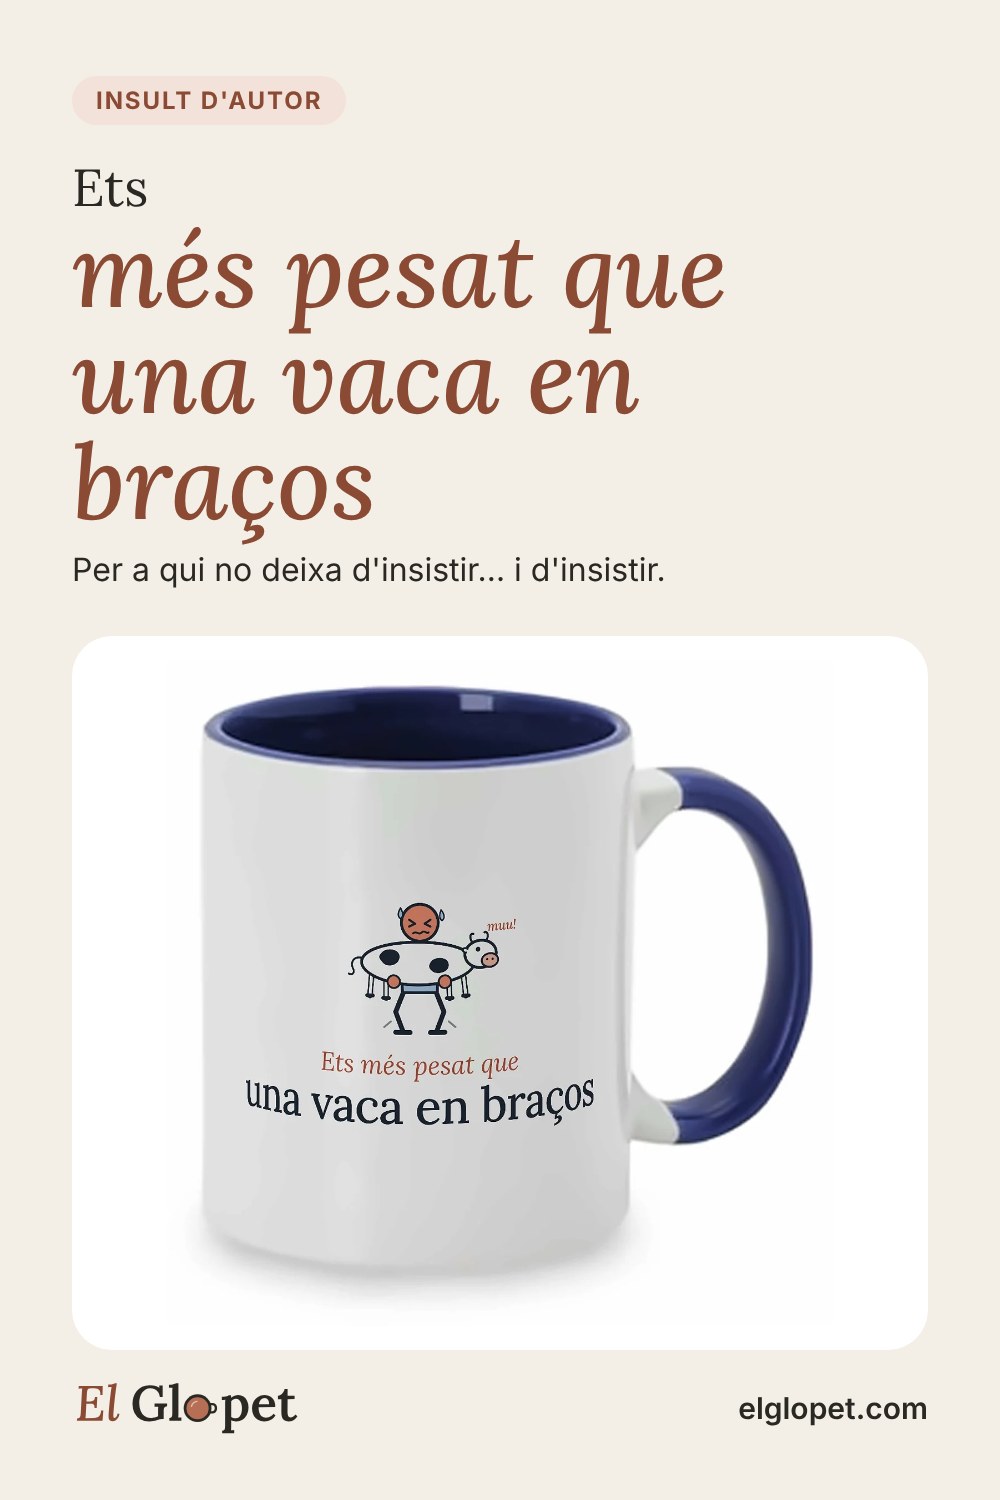 INSULT D'AUTOR
Ets
més pesat que
una vaca en
braços
Per a qui no deixa d'insistir... i d'insistir.
muu!
Ets més pesat que
una vaca en braços
El Glopet
elglopet.com